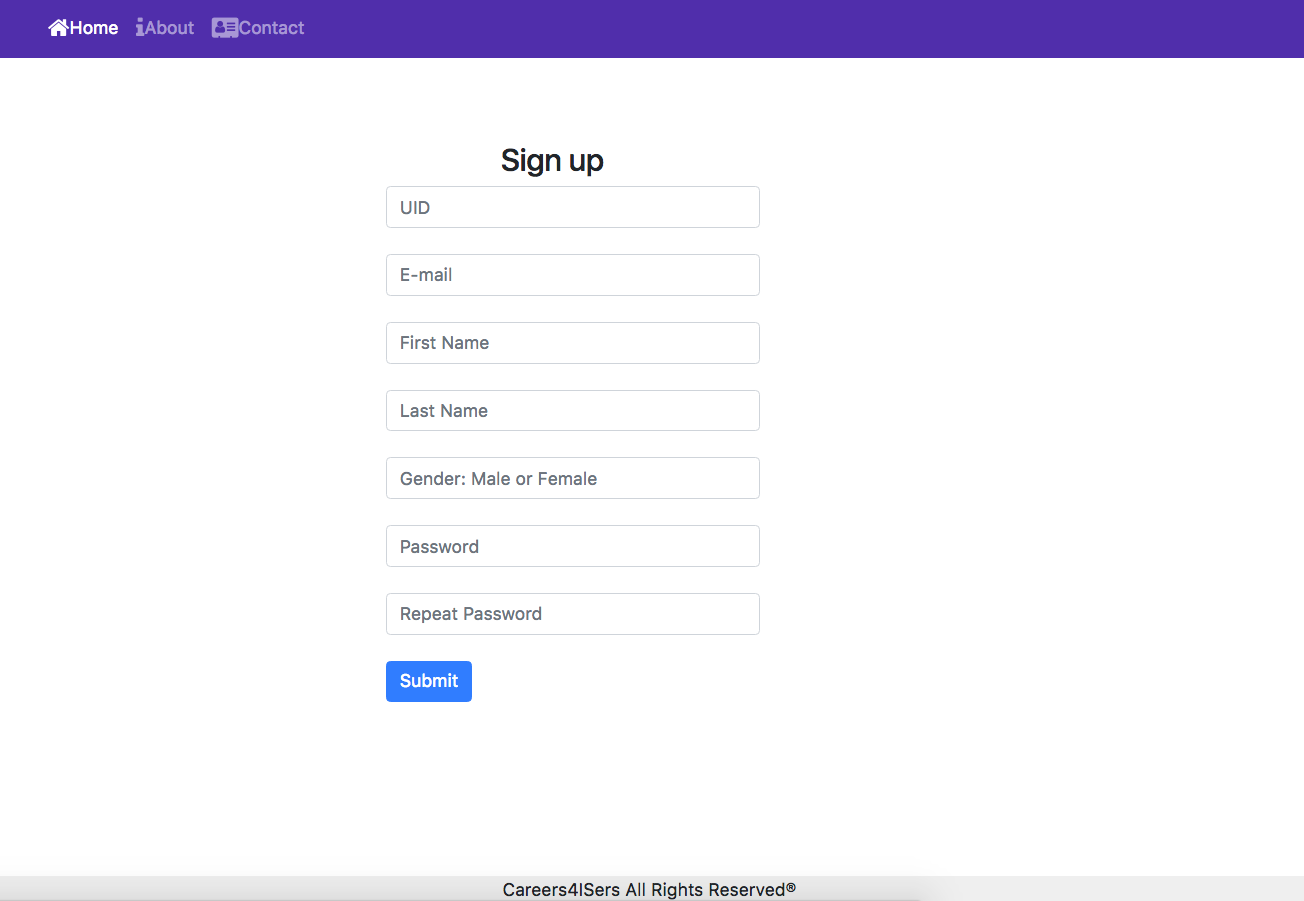 Home About Contact
Sign up
UID
E-mail
First Name
Last Name
Gender: Male or Female
Password
Repeat Password
Submit
Careers4ISers All Rights Reserved®